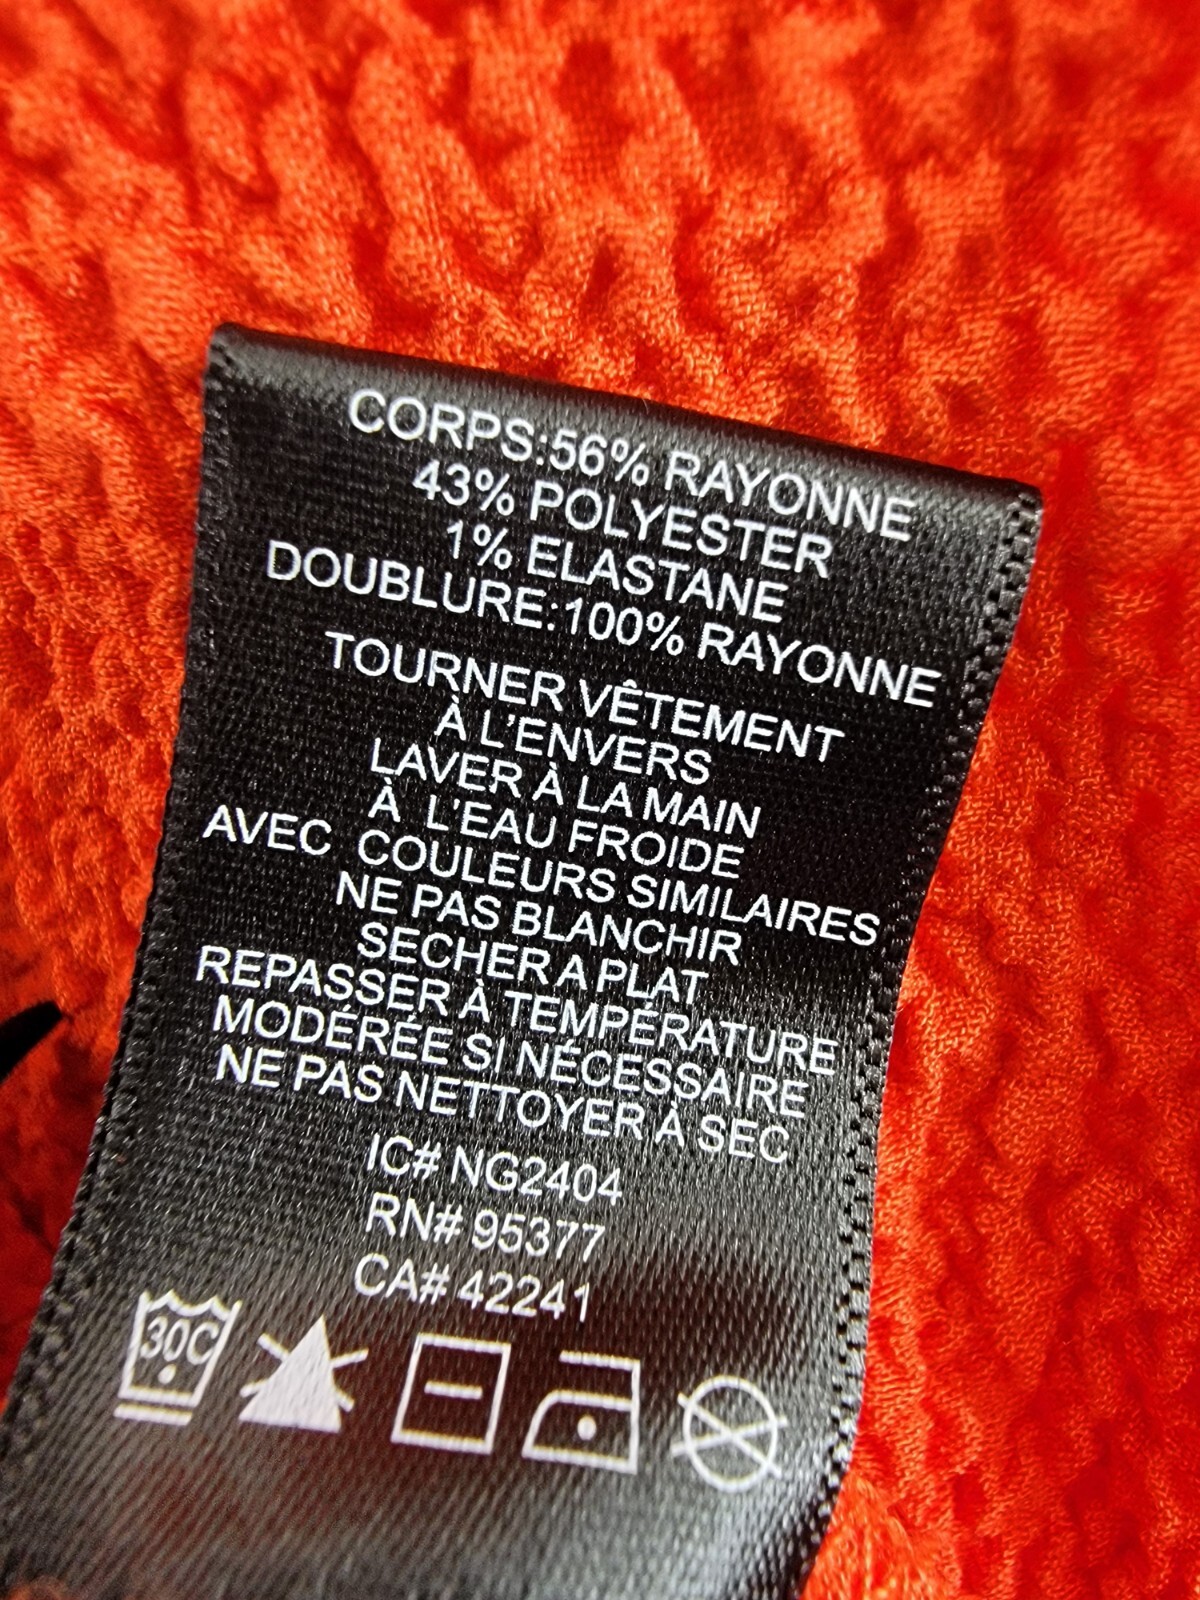 CORPS:56% RAYONNE
43% POLYESTER
1% ELASTANE
DOUBLURE:100% RAYONNE
TOURNER VÊTEMENT
À L'ENVERS
LAVER À LA MAIN
À L'EAU FROIDE
AVEC COULEURS SIMILAIRES
NE PAS BLANCHIR
SECHER A PLAT
REPASSER À TEMPÉRATURE
MODÉRÉE SI NÉCESSAIRE
NE PAS NETTOYER À SEC
IC# NG2404
RN# 95377
CA# 42241
30C